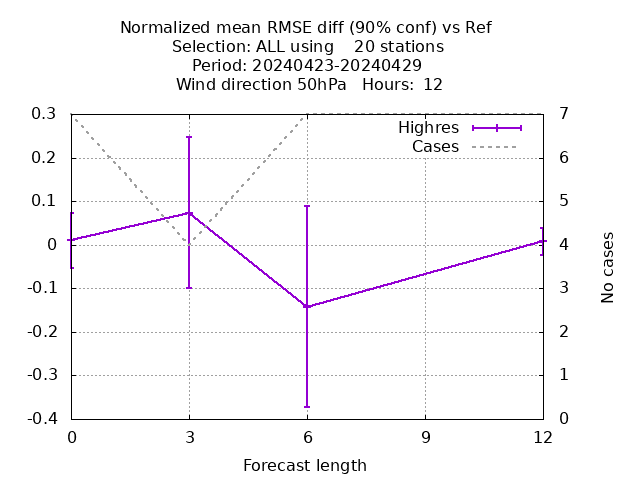 Normalized mean RMSE diff (90% conf) vs Ref
Selection: ALL using    20 stations
Period: 20240423-20240429
Wind direction 50hPa   Hours:  12
Highres
Cases
0.3
0.2
0.1
0
-0.1
-0.2
-0.3
-0.4
7
6
5
4
3
2
1
0
No cases
0 3 6 9 12
Forecast length